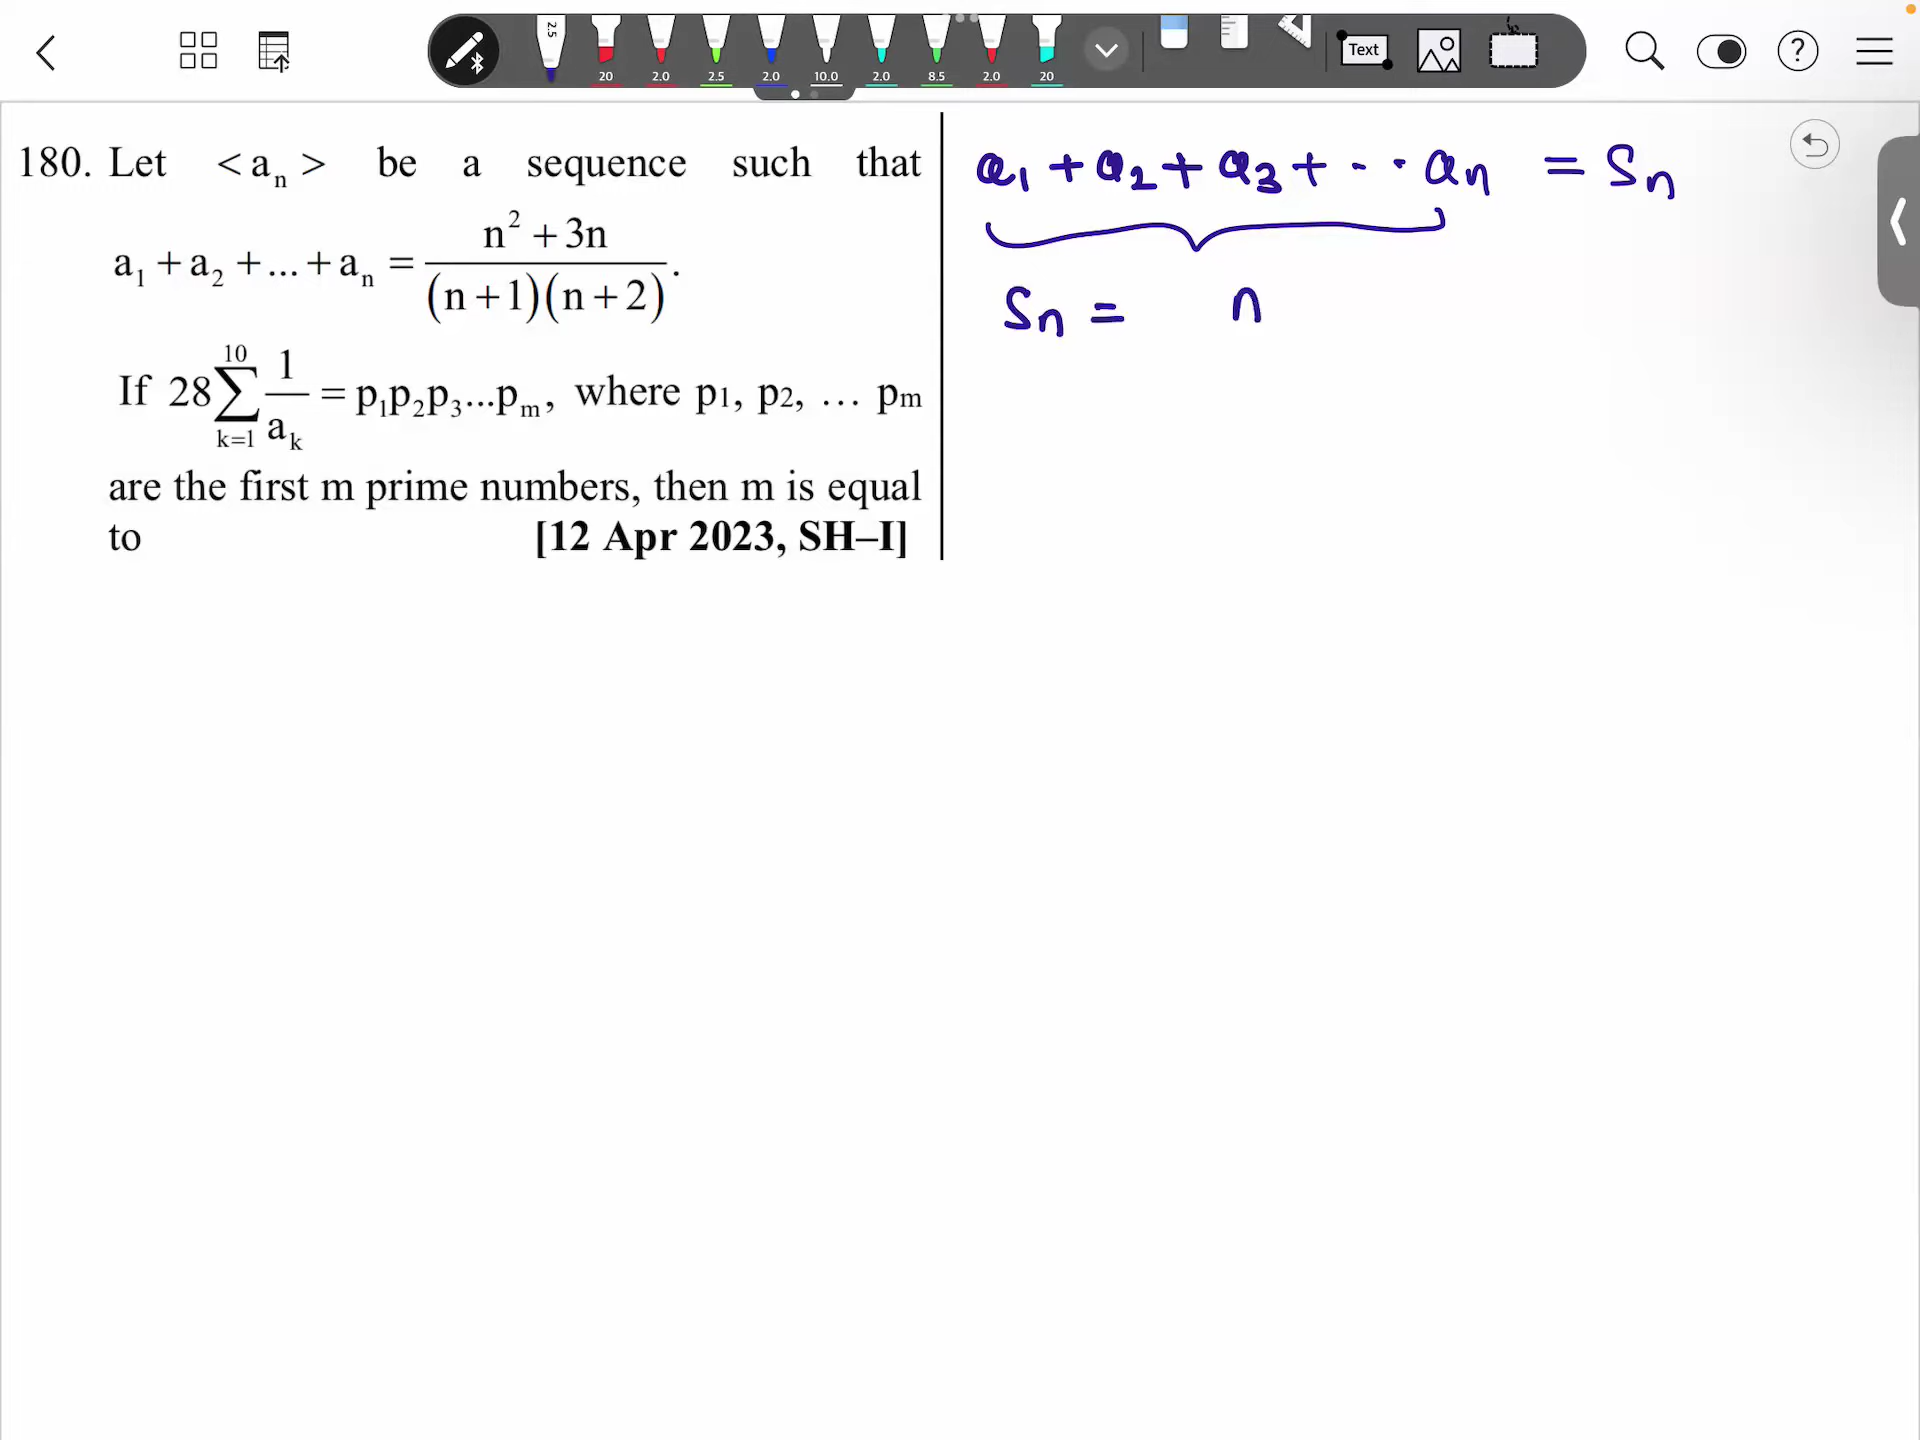 2.5 20 2.0 2.5 2.0 10.0 2.0 8.5 2.0 20 Text
180. Let <aₙ> be a sequence such that
a₁ + a₂ + ... + aₙ = (n² + 3n) / ((n + 1)(n + 2)).
If 28 ∑_{k=1}^{10} 1/aₖ = p₁p₂p₃...pₘ, where p1, p2, ... pm
are the first m prime numbers, then m is equal
to [12 Apr 2023, SH–I]
a₁ + a₂ + a₃ + - - · aₙ = Sₙ
Sₙ = n